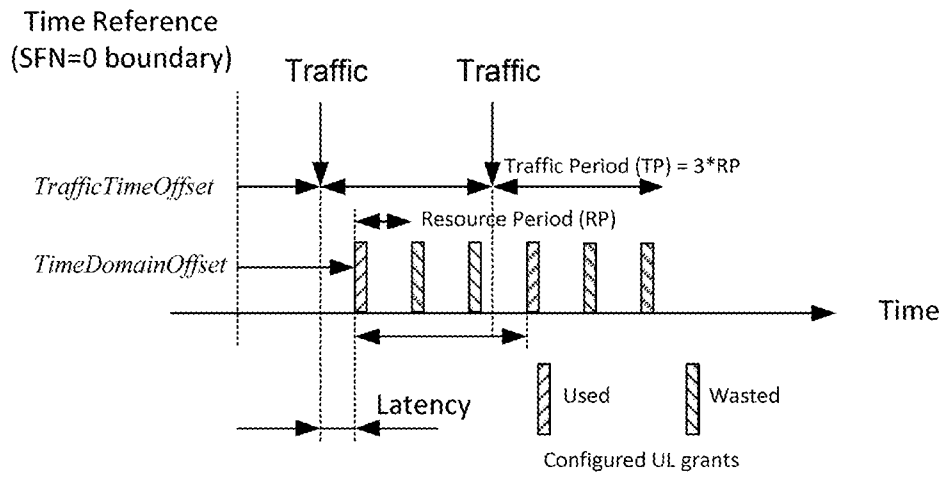 Time Reference
(SFN=0 boundary)
Traffic
Traffic
Traffic Period (TP) = 3*RP
TrafficTimeOffset
Resource Period (RP)
TimeDomainOffset
Time
Latency
Used
Wasted
Configured UL grants